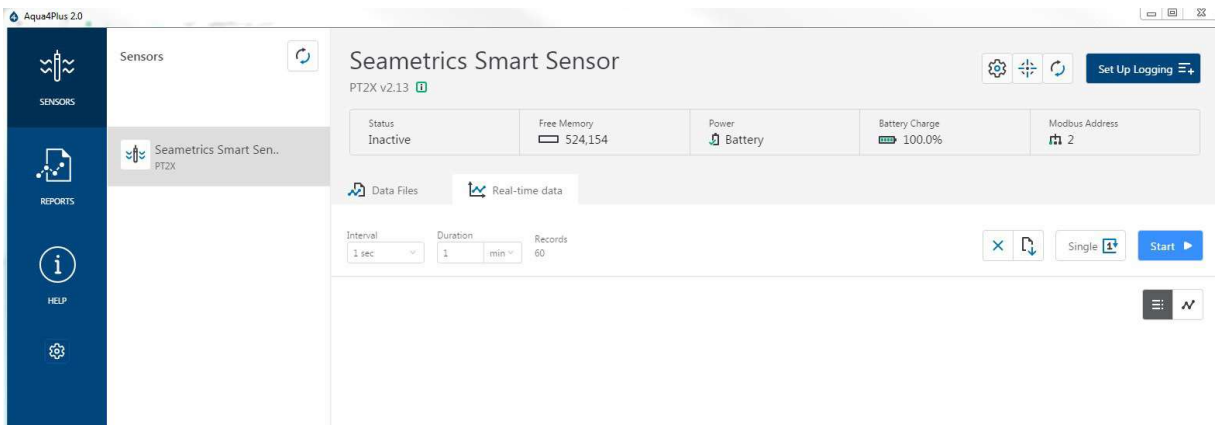 Aqua4Plus 2.0
SENSORS
REPORTS
HELP
Sensors
Seametrics Smart Sen..
PT2X
Seametrics Smart Sensor
PT2X v2.13
Set Up Logging
Status
Inactive
Free Memory
524,154
Power
Battery
Battery Charge
100.0%
Modbus Address
2
Data Files
Real-time data
Interval
1 sec
Duration
1 min
Records
60
Single
Start